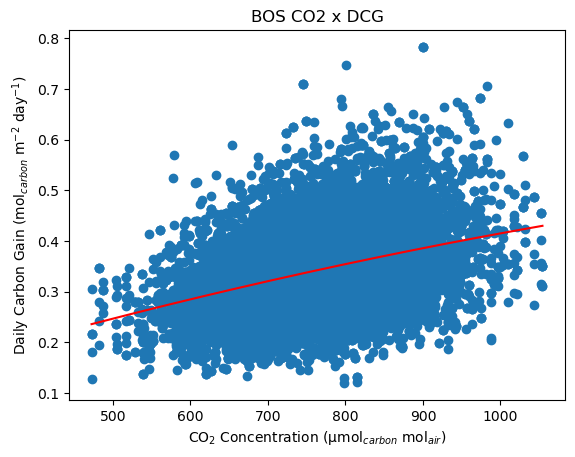 BOS CO2 x DCG
0.8
0.7
0.6
0.5
0.4
0.3
0.2
0.1
Daily Carbon Gain (mol$_{carbon}$ m$^{-2}$ day$^{-1}$)
500 600 700 800 900 1000
CO$_2$ Concentration (μmol$_{carbon}$ mol$_{air}$)